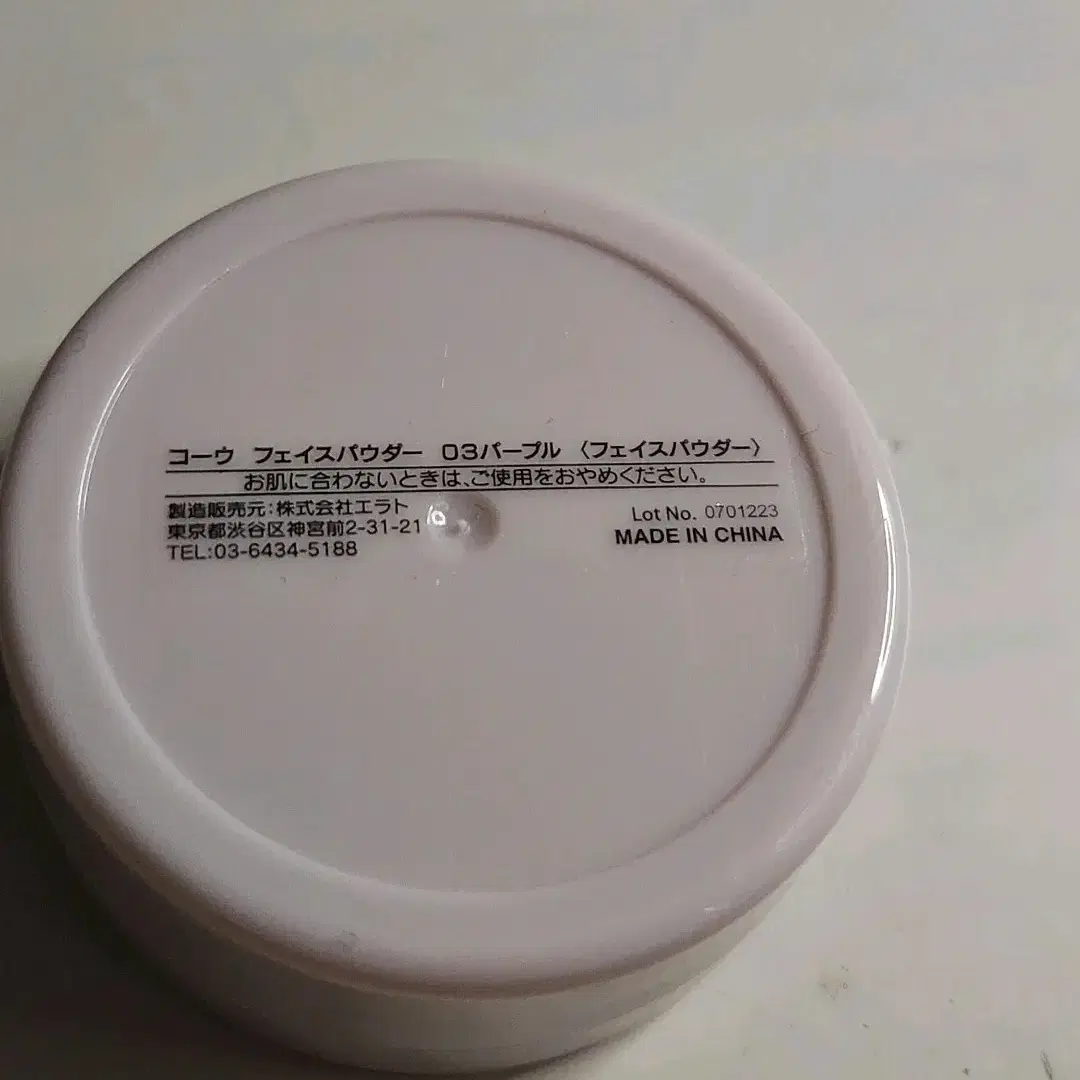 コーウ フェイスパウダー 03パープル 〈フェイスパウダー〉
お肌に合わないときは、ご使用をおやめください。
製造販売元:株式会社エラト
東京都渋谷区神宮前2-31-21
TEL:03-6434-5188
Lot No. 0701223
MADE IN CHINA